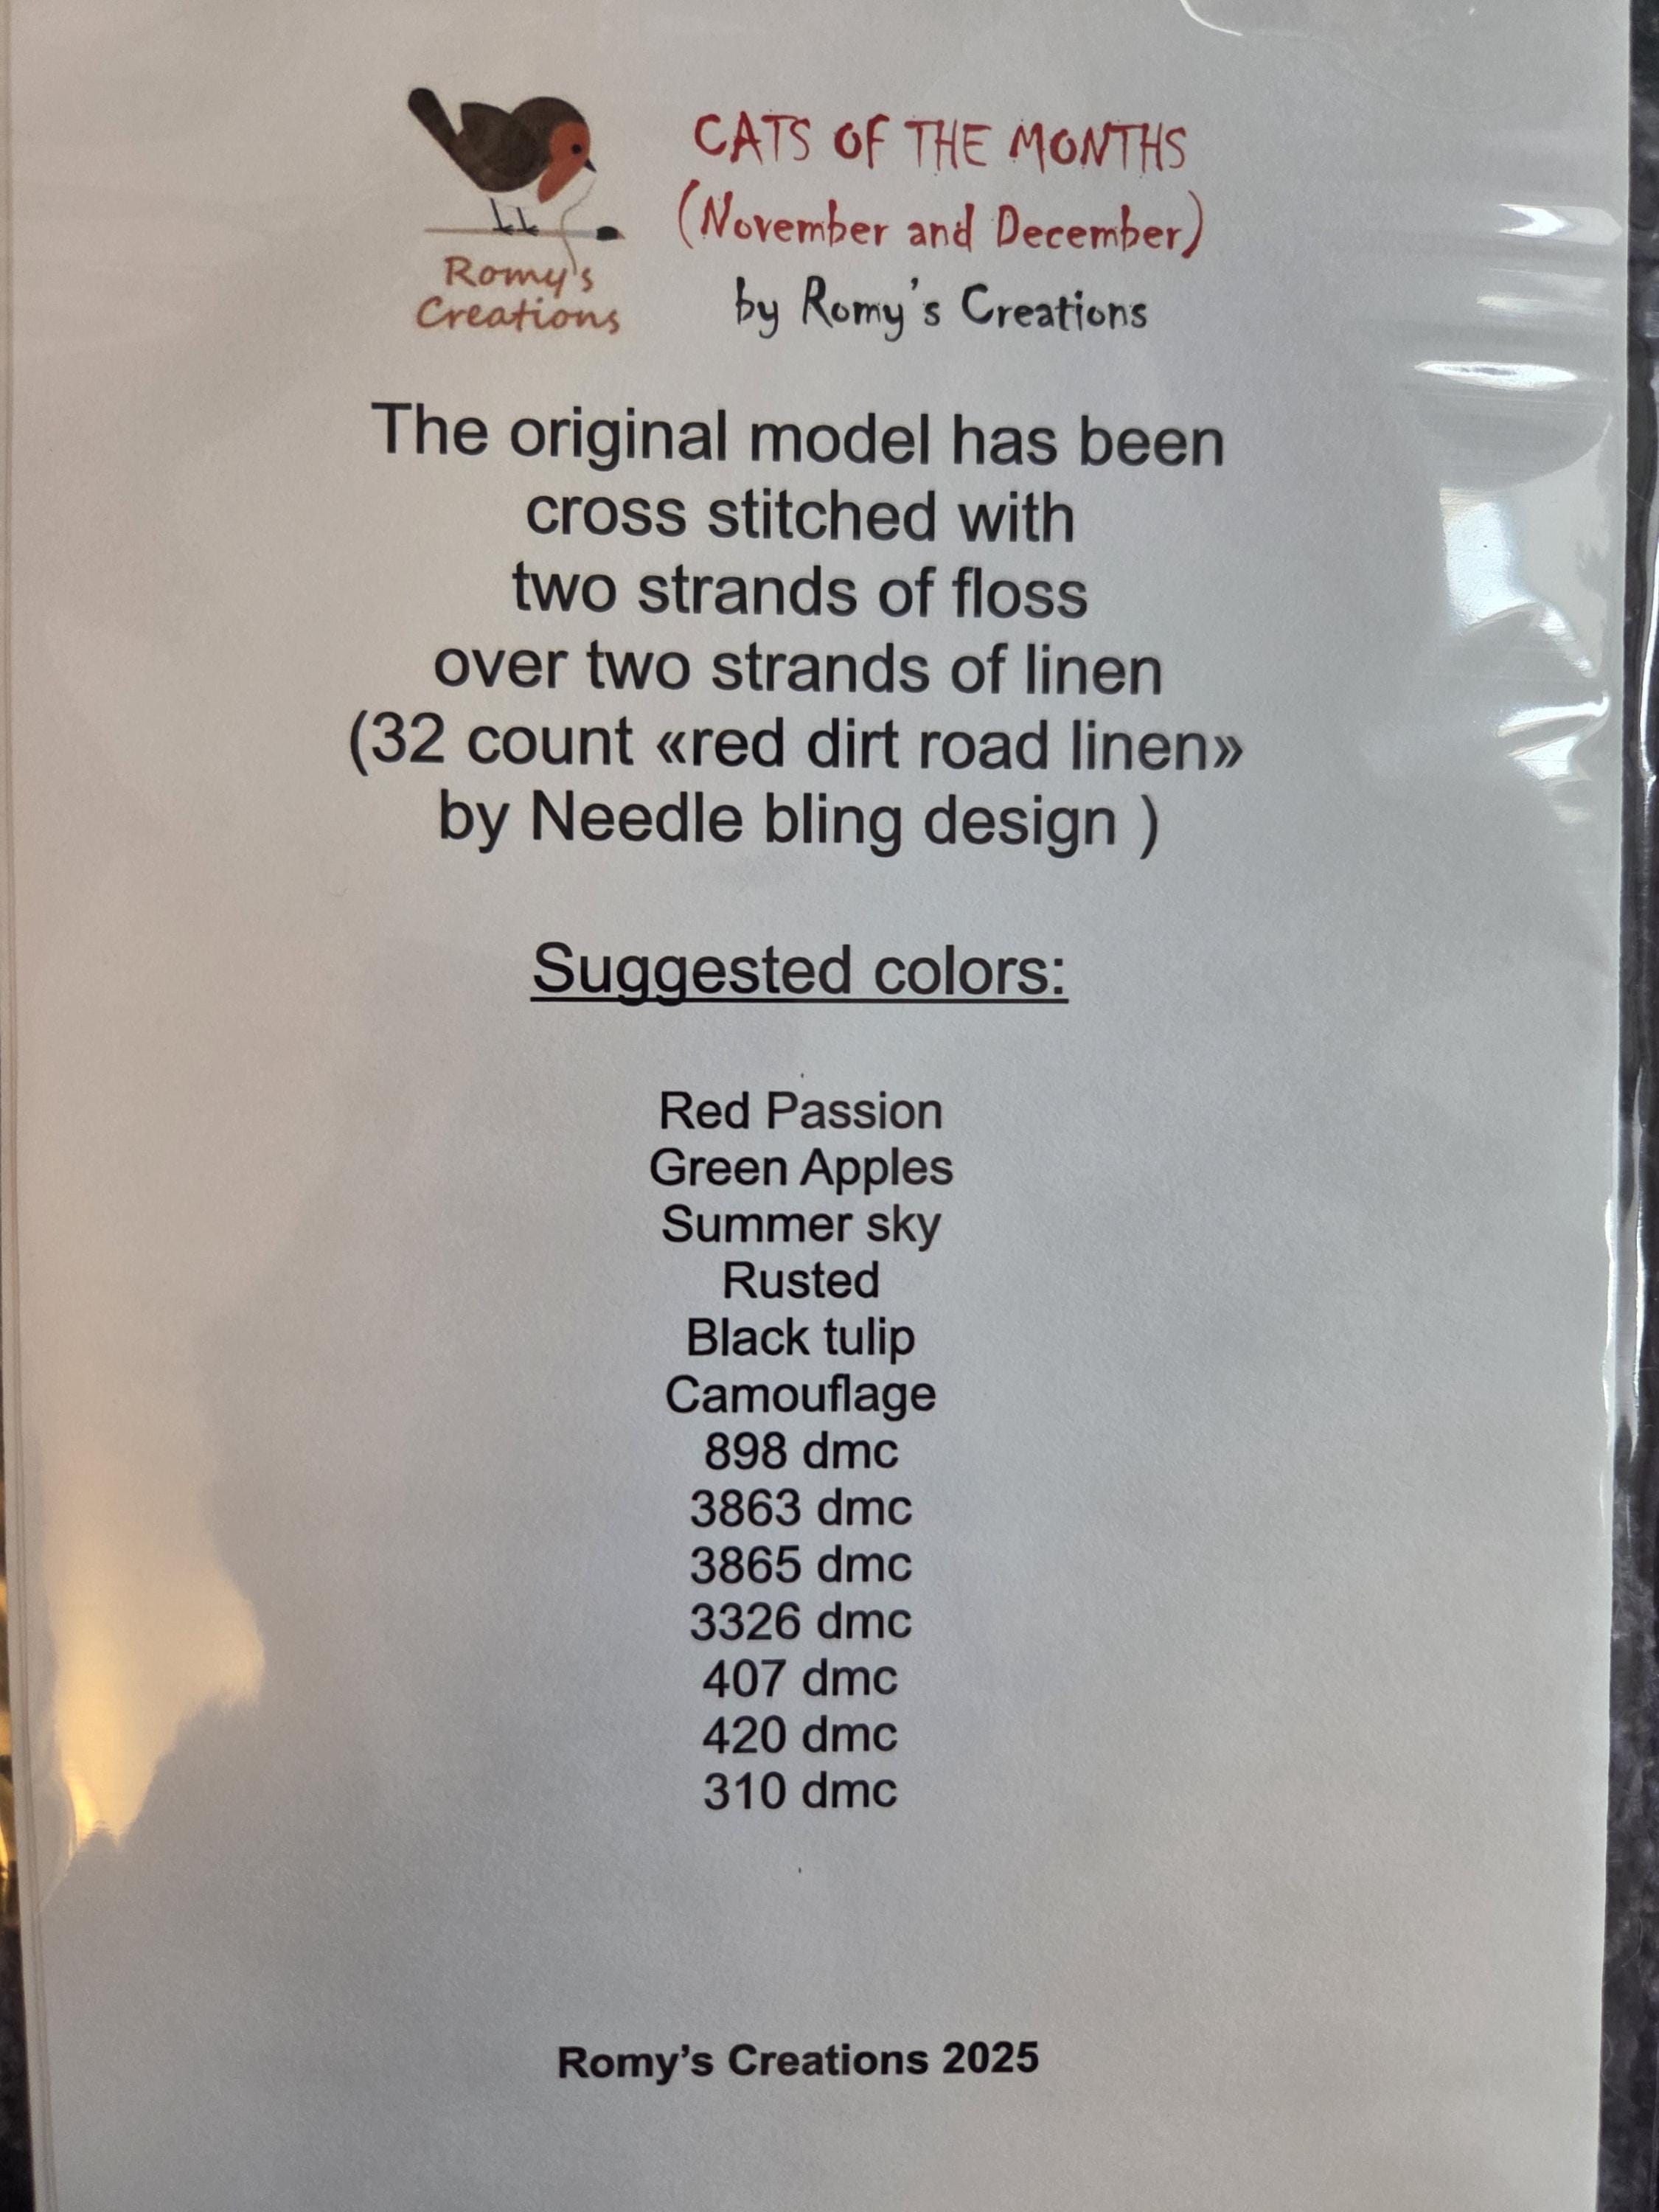 Romy's
Creations
CATS OF THE MONTHS
(November and December)
by Romy's Creations
The original model has been
cross stitched with
two strands of floss
over two strands of linen
(32 count «red dirt road linen»
by Needle bling design )
Suggested colors:
Red Passion
Green Apples
Summer sky
Rusted
Black tulip
Camouflage
898 dmc
3863 dmc
3865 dmc
3326 dmc
407 dmc
420 dmc
310 dmc
Romy’s Creations 2025